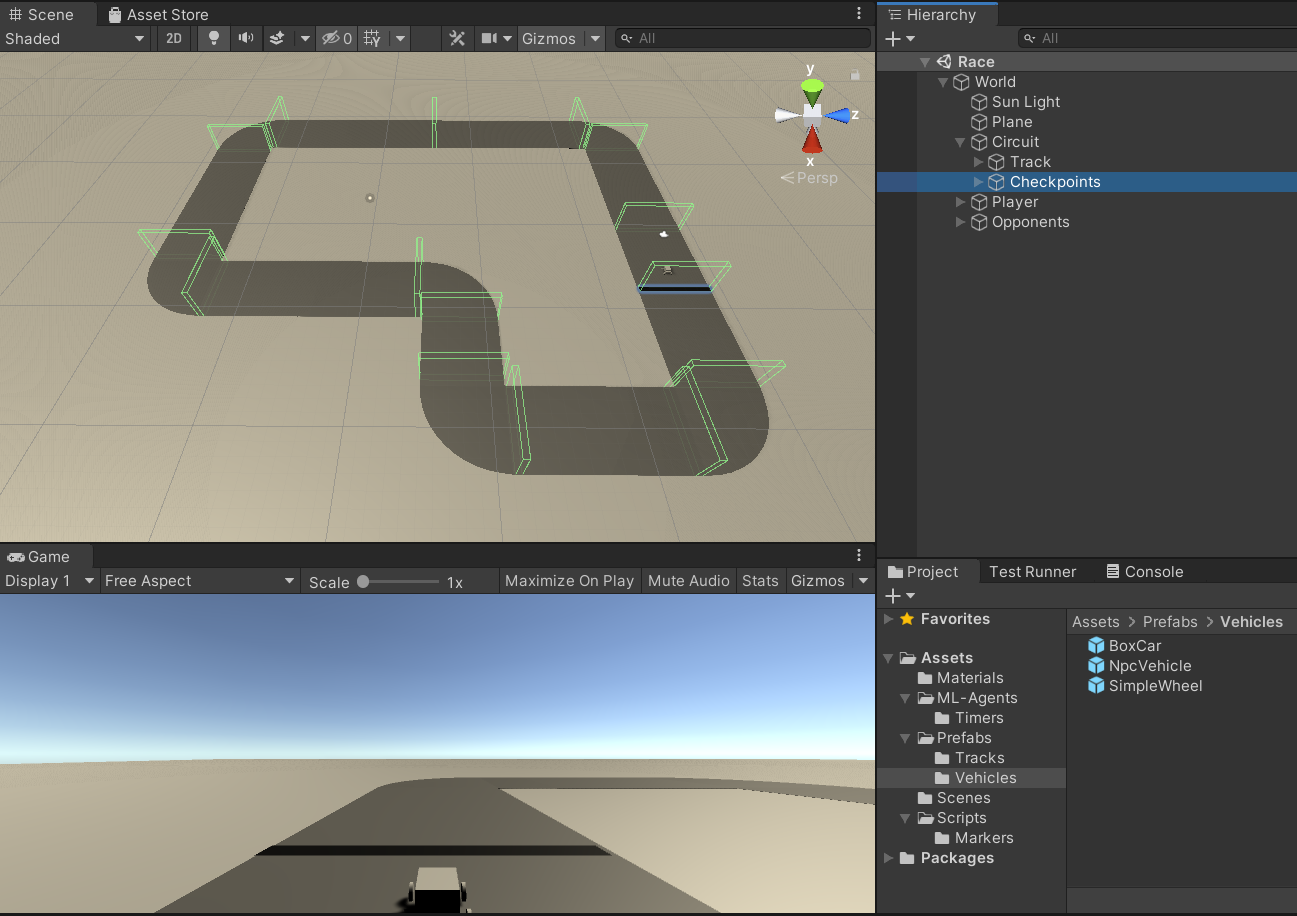 Scene
Asset Store
Shaded
2D
0
Gizmos
All
y
z
x
Persp
Hierarchy
All
Race
World
Sun Light
Plane
Circuit
Track
Checkpoints
Player
Opponents
Game
Display 1
Free Aspect
Scale
1x
Maximize On Play
Mute Audio
Stats
Gizmos
Project
Test Runner
Console
Favorites
Assets
Materials
ML-Agents
Timers
Prefabs
Tracks
Vehicles
Scenes
Scripts
Markers
Packages
Assets > Prefabs > Vehicles
BoxCar
NpcVehicle
SimpleWheel